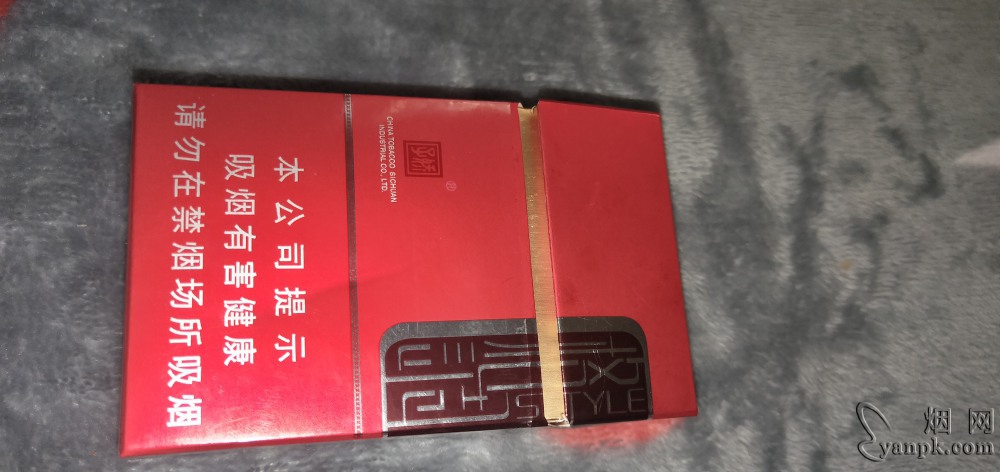 CHINA TOBACCO SICHUAN
INDUSTRIAL CO., LTD.
®
STYLE
本公司提示
吸烟有害健康
请勿在禁烟场所吸烟
烟网
yanpk.com